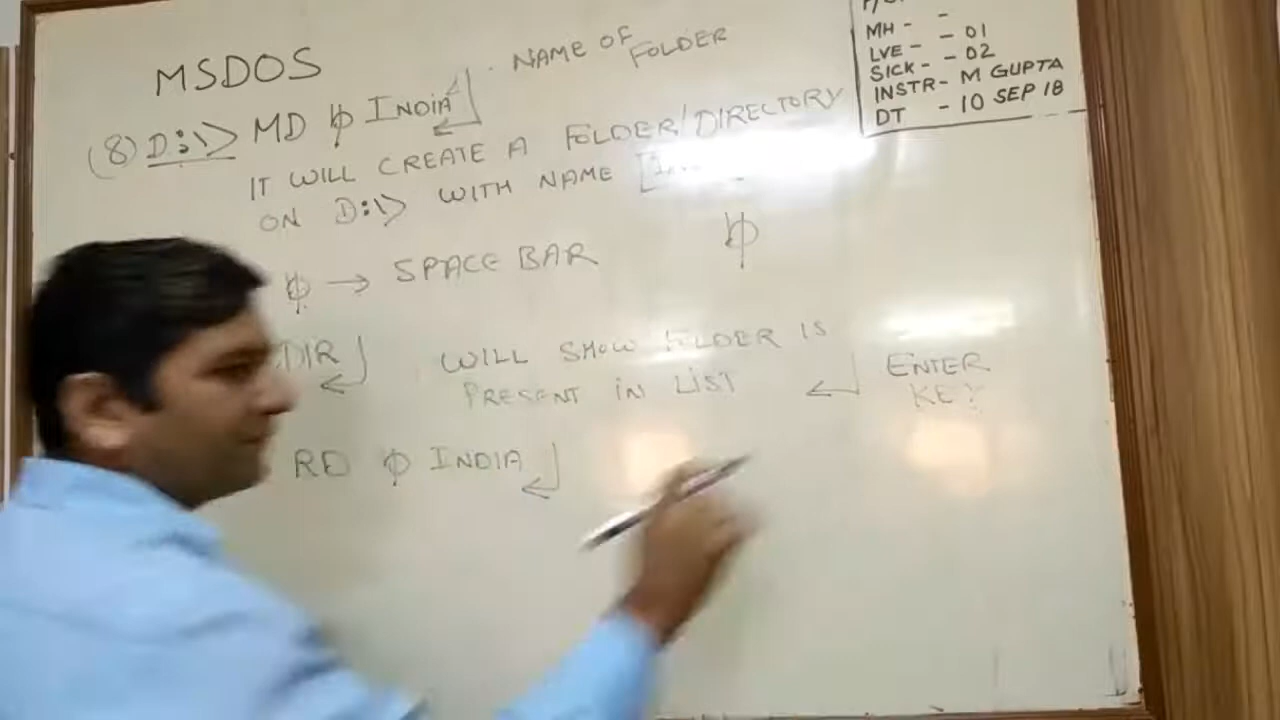 MSDOS
NAME OF
FOLDER
(8) D:\> MD ⌀ INDIA
IT WILL CREATE A FOLDER/DIRECTORY
ON D:\> WITH NAME
→ SPACE BAR
DIR WILL SHOW FOLDER IS
PRESENT IN LIST
ENTER
KEY
RD ⌀ INDIA
MH - -
LVE - - 01
SICK - - 02
INSTR - M GUPTA
DT - 10 SEP 18